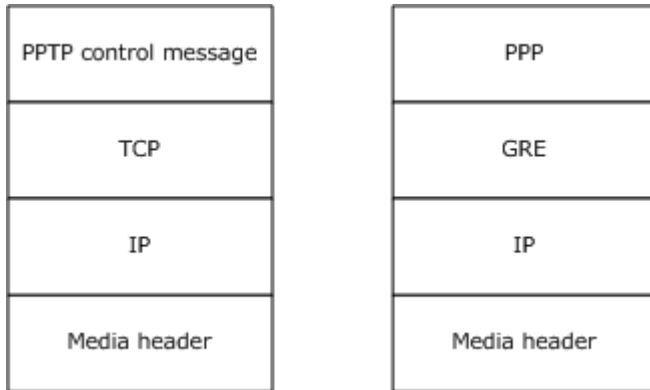 PPTP control message
TCP
IP
Media header
PPP
GRE
IP
Media header